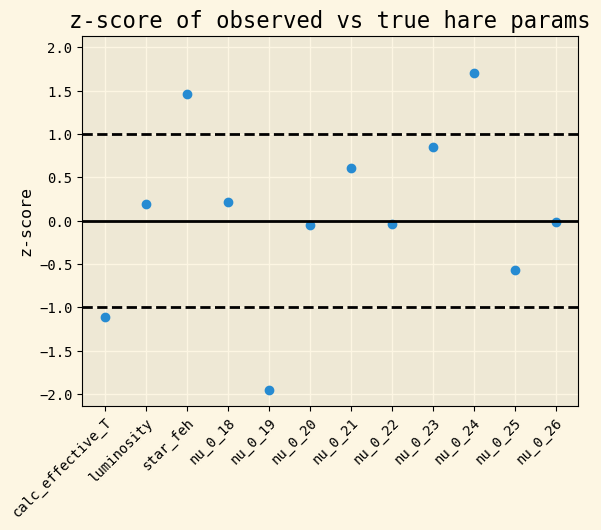 z-score of observed vs true hare params
z-score
2.0
1.5
1.0
0.5
0.0
−0.5
−1.0
−1.5
−2.0
calc_effective_T
luminosity
star_feh
nu_0_18
nu_0_19
nu_0_20
nu_0_21
nu_0_22
nu_0_23
nu_0_24
nu_0_25
nu_0_26